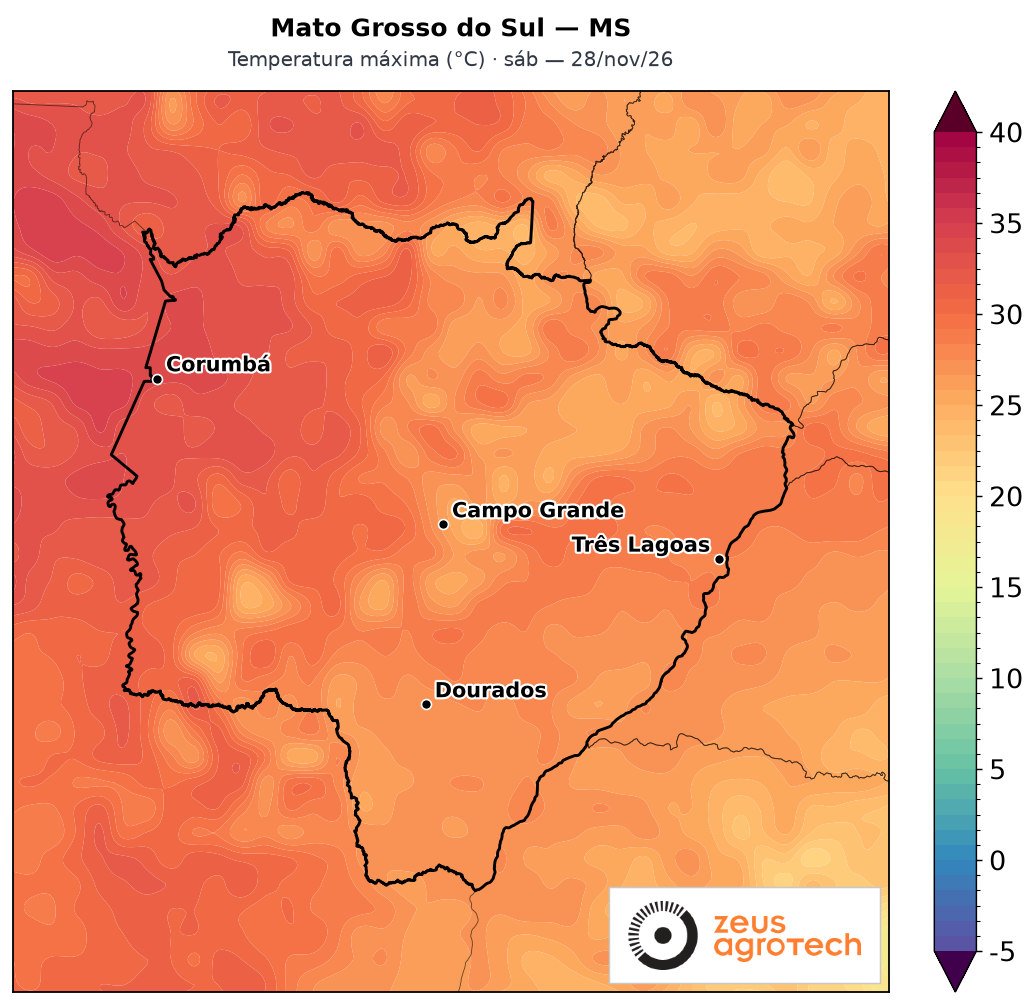 Mato Grosso do Sul — MS
Temperatura máxima (°C) · sáb — 28/nov/26
40
35
30
25
20
15
10
5
0
-5
Corumbá
Campo Grande
Três Lagoas
Dourados
zeus
agrotech